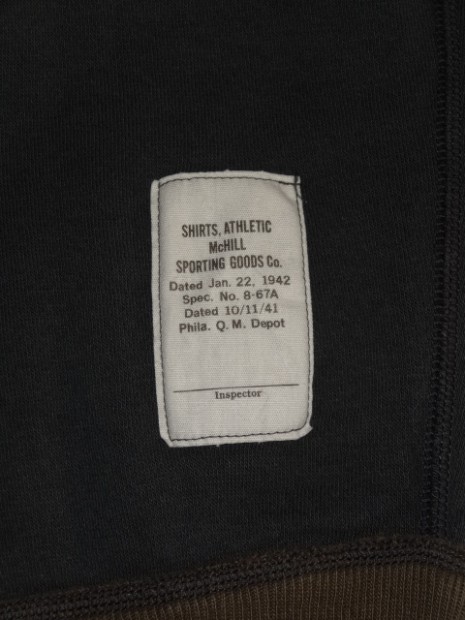 SHIRTS, ATHLETIC
McHILL
SPORTING GOODS Co.
Dated Jan. 22, 1942
Spec. No. 8-67A
Dated 10/11/41
Phila. Q. M. Depot
Inspector